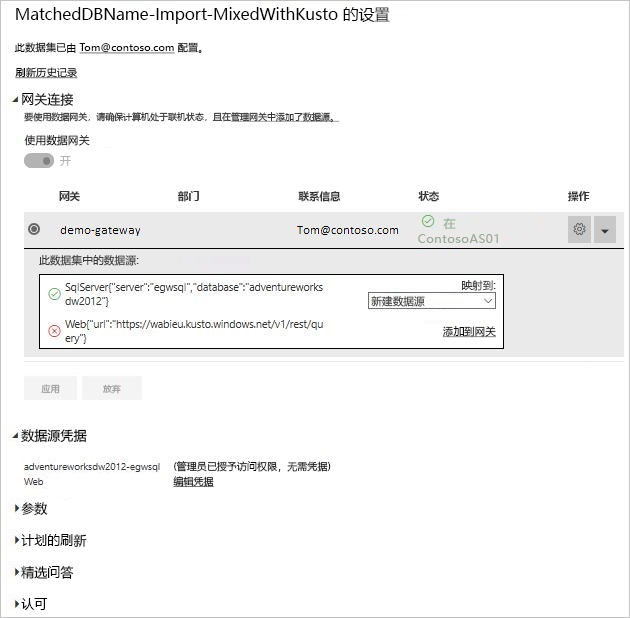 MatchedDBName-Import-MixedWithKusto 的设置
此数据集已由 Tom@contoso.com 配置。
刷新历史记录
网关连接
要使用数据网关，请确保计算机处于联机状态，且在管理网关中添加了数据源。
使用数据网关
开
网关 部门 联系信息 状态 操作
demo-gateway Tom@contoso.com 在
ContosoAS01
此数据集中的数据源:
SqlServer{"server":"egwsql","database":"adventureworks 映射到:
dw2012"} 新建数据源
Web{"url":"https://wabieu.kusto.windows.net/v1/rest/qu
ery"} 添加到网关
应用 放弃
数据源凭据
adventureworksdw2012-egwsql (管理员已授予访问权限，无需凭据)
Web 编辑凭据
参数
计划的刷新
精选问答
认可